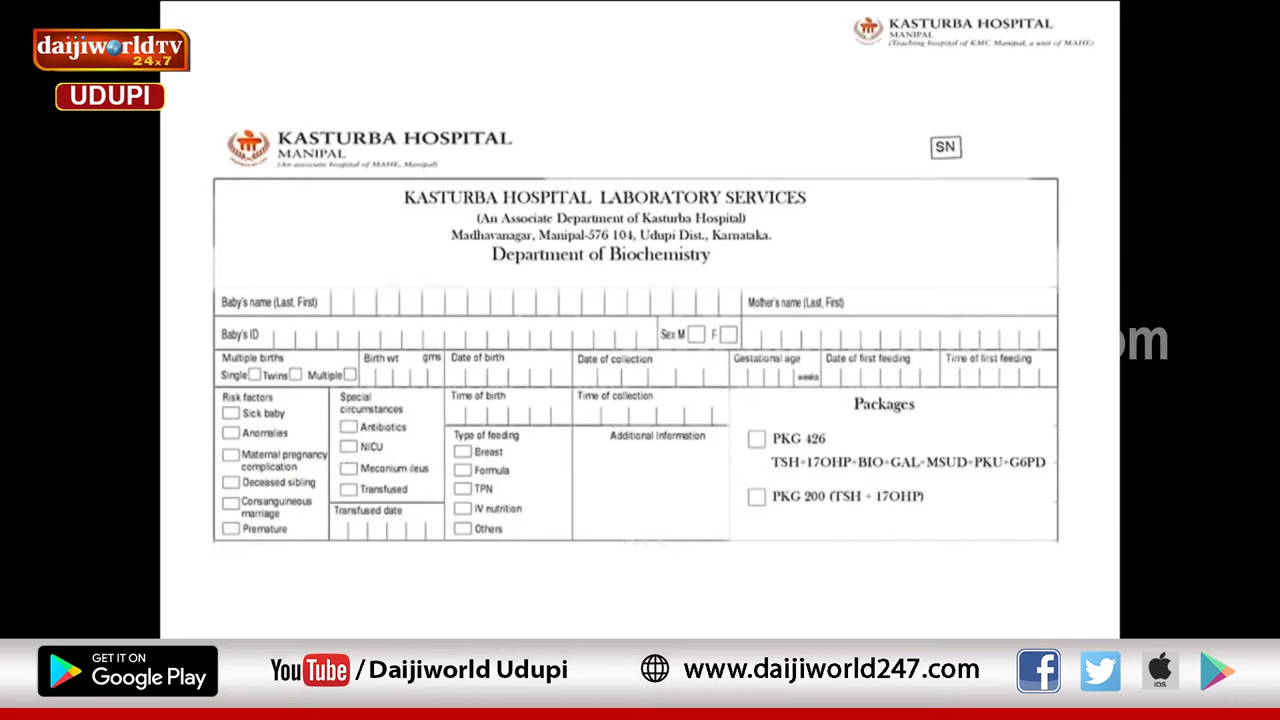 daijiworldTV
24x7
UDUPI
KASTURBA HOSPITAL
MANIPAL
(Teaching hospital of KMC Manipal, a unit of MAHE)
KASTURBA HOSPITAL
MANIPAL
(An associate hospital of MAHE, Manipal)
SN
KASTURBA HOSPITAL LABORATORY SERVICES
(An Associate Department of Kasturba Hospital)
Madhavanagar, Manipal-576 104, Udupi Dist., Karnataka.
Department of Biochemistry
Baby's name (Last, First)
Mother's name (Last, First)
Baby's ID
Sex M F
om
Multiple births
Single Twins Multiple
Birth wt gms
Date of birth
Date of collection
Gestational age
weeks
Date of first feeding
Time of first feeding
Risk factors
Sick baby
Anomalies
Maternal pregnancy
complication
Deceased sibling
Consanguineous
marriage
Premature
Special
circumstances
Antibiotics
NICU
Meconium ileus
Transfused
Transfused date
Time of birth
Type of feeding
Breast
Formula
TPN
IV nutrition
Others
Time of collection
Additional Information
Packages
PKG 426
TSH+17OHP+BIO+GAL+MSUD+PKU+G6PD
PKG 200 (TSH + 17OHP)
GET IT ON
Google Play
YouTube / Daijiworld Udupi
www.daijiworld247.com
iOS